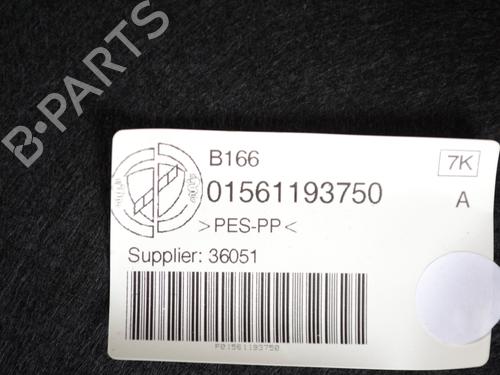 B-PARTS
B166
7K
01561193750
A
>PES-PP<
Supplier: 36051
P01561193750